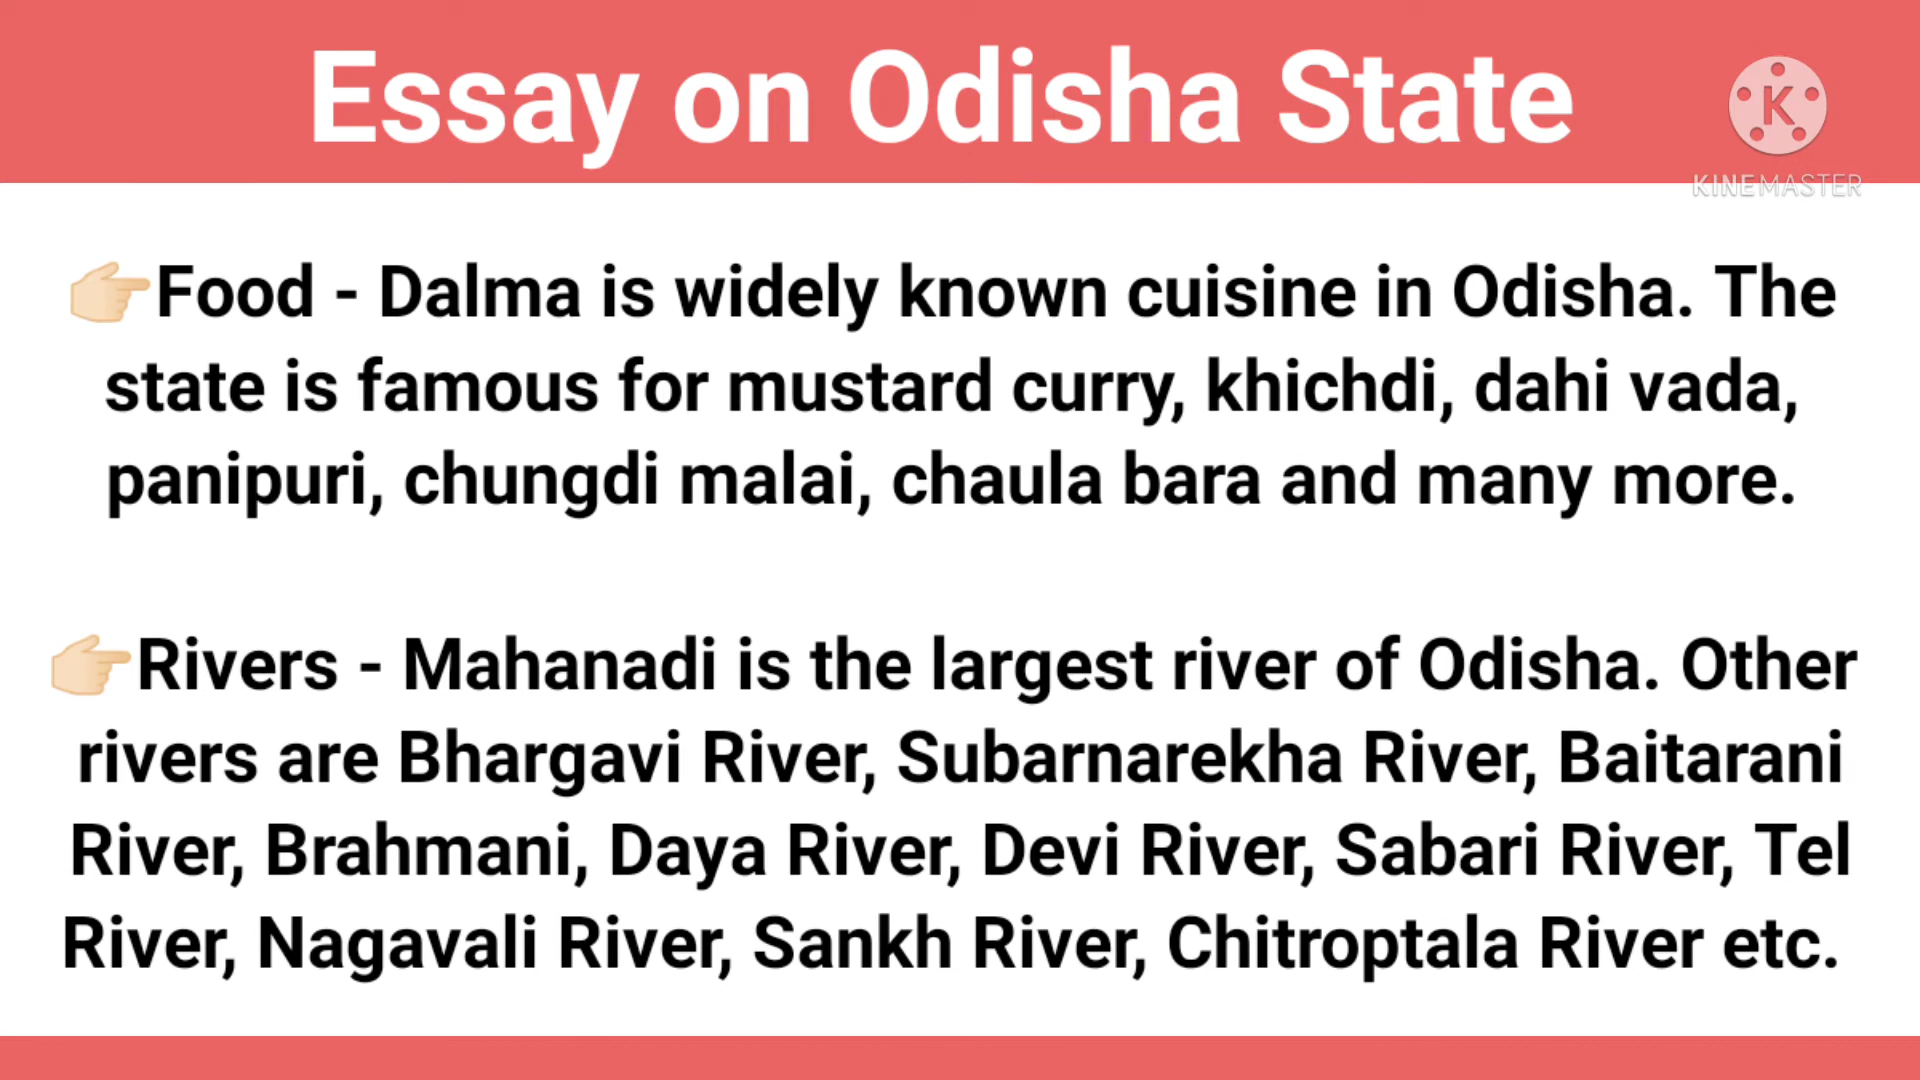 Essay on Odisha State
K
KINEMASTER
👉🏻Food - Dalma is widely known cuisine in Odisha. The
state is famous for mustard curry, khichdi, dahi vada,
panipuri, chungdi malai, chaula bara and many more.
👉🏻Rivers - Mahanadi is the largest river of Odisha. Other
rivers are Bhargavi River, Subarnarekha River, Baitarani
River, Brahmani, Daya River, Devi River, Sabari River, Tel
River, Nagavali River, Sankh River, Chitroptala River etc.